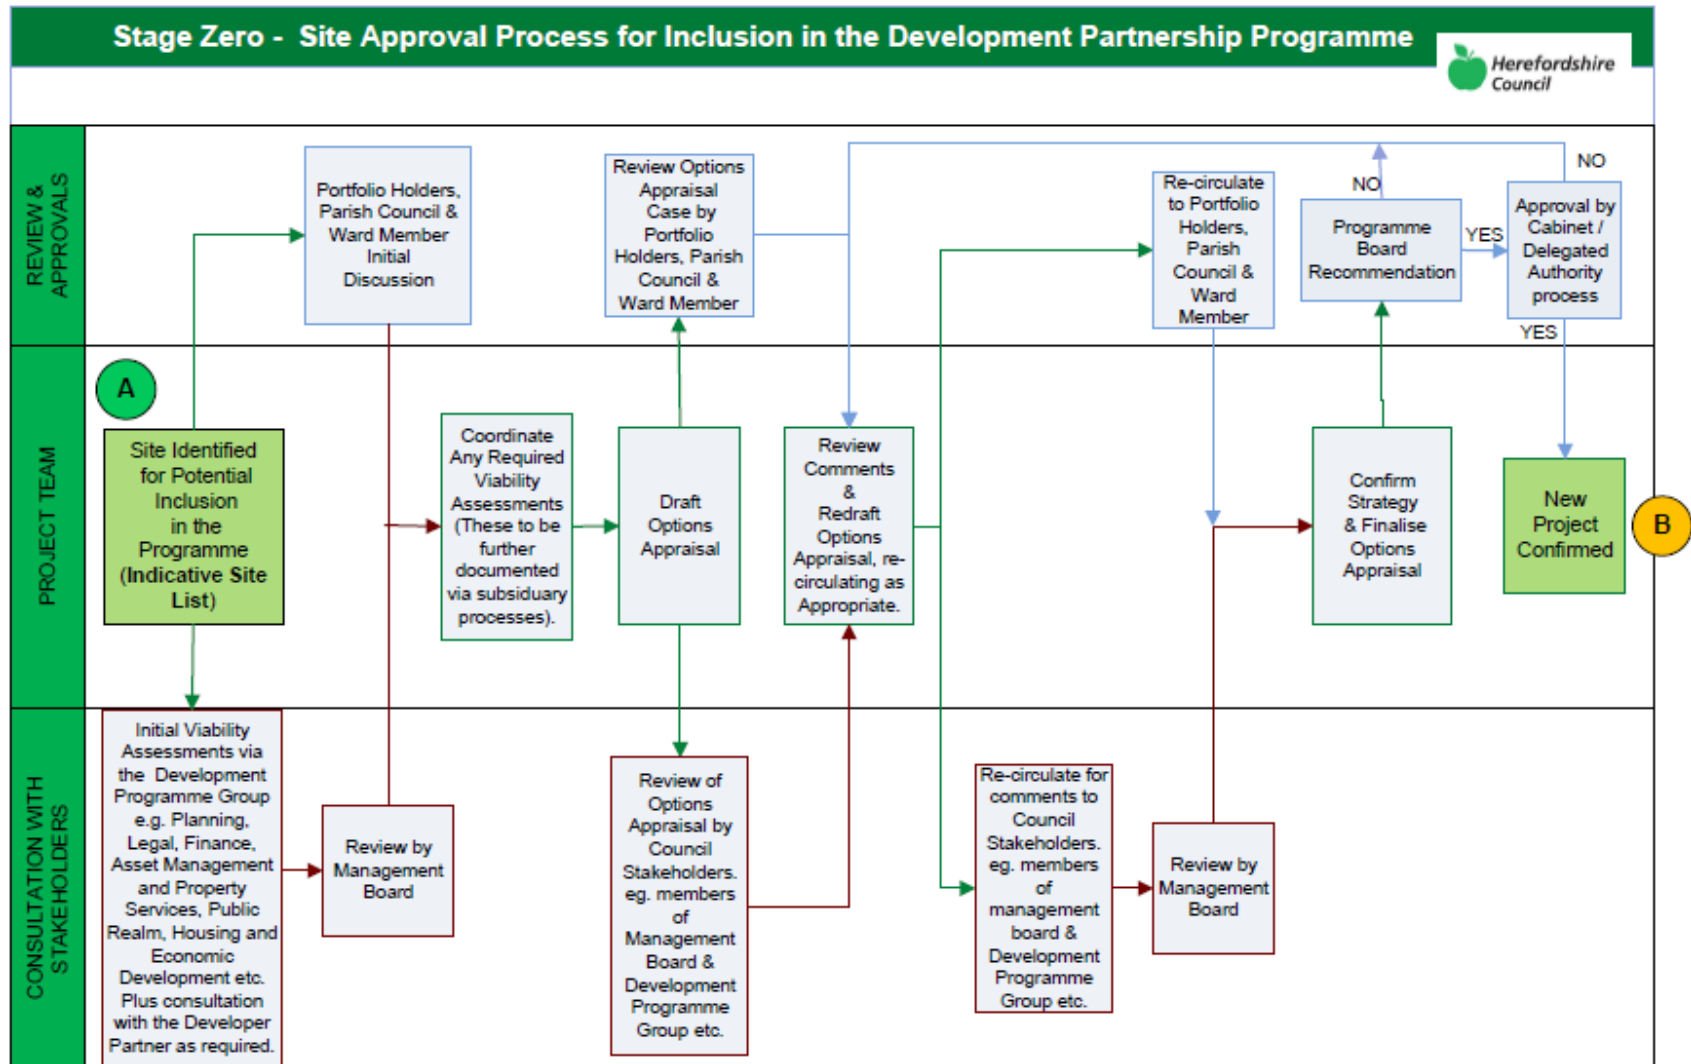 Stage Zero -  Site Approval Process for Inclusion in the Development Partnership Programme
Herefordshire
Council
REVIEW &
APPROVALS
Portfolio Holders,
Parish Council &
Ward Member
Initial
Discussion
Review Options
Appraisal
Case by
Portfolio
Holders, Parish
Council &
Ward Member
Re-circulate
to Portfolio
Holders,
Parish
Council &
Ward
Member
NO
Programme
Board
Recommendation
YES
NO
Approval by
Cabinet /
Delegated
Authority
process
YES
PROJECT TEAM
A
Site Identified
for Potential
Inclusion
in the
Programme
(Indicative Site
List)
Coordinate
Any Required
Viability
Assessments
(These to be
further
documented
via subsiduary
processes).
Draft
Options
Appraisal
Review
Comments
&
Redraft
Options
Appraisal, re-
circulating as
Appropriate.
Confirm
Strategy
& Finalise
Options
Appraisal
New
Project
Confirmed
B
CONSULTATION WITH
STAKEHOLDERS
Initial Viability
Assessments via
the  Development
Programme Group
e.g. Planning,
Legal, Finance,
Asset Management
and Property
Services, Public
Realm, Housing and
Economic
Development etc.
Plus consultation
with the Developer
Partner as required.
Review by
Management
Board
Review of
Options
Appraisal by
Council
Stakeholders.
eg. members
of
Management
Board &
Development
Programme
Group etc.
Re-circulate for
comments to
Council
Stakeholders.
eg. members
of
management
board &
Development
Programme
Group etc.
Review by
Management
Board